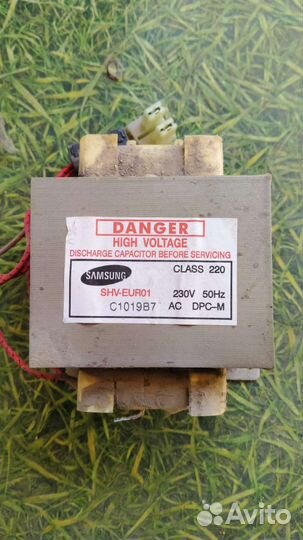 DANGER
HIGH VOLTAGE
DISCHARGE CAPACITOR BEFORE SERVICING
SAMSUNG CLASS 220
SHV-EUR01 230V 50Hz
C1019B7 AC DPC-M
Avito